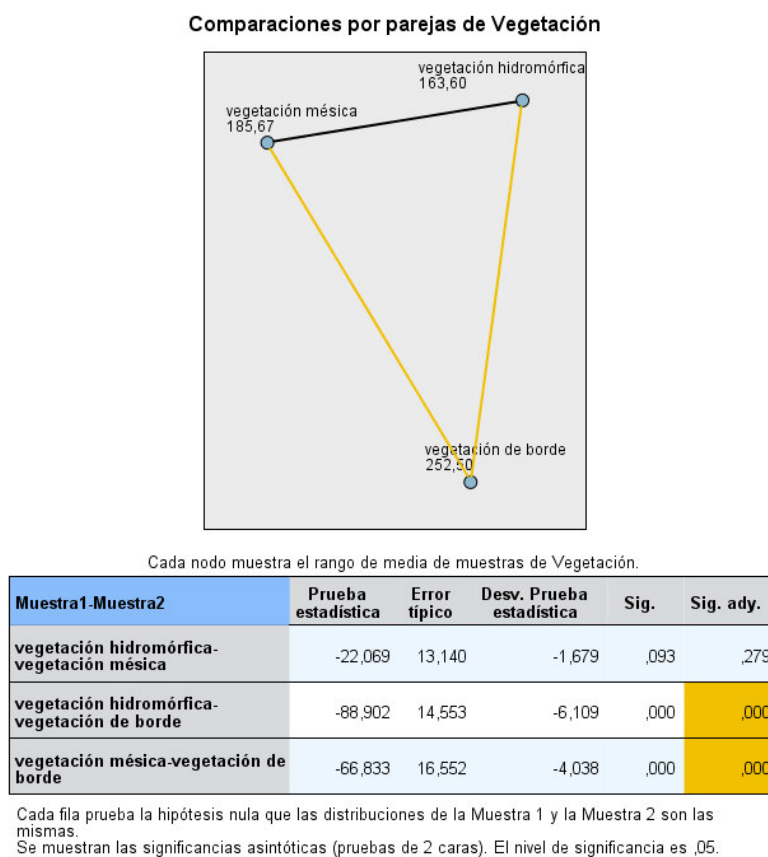 Comparaciones por parejas de Vegetación
vegetación hidromórfica
163,60
vegetación mésica
185,67
vegetación de borde
252,50
Cada nodo muestra el rango de media de muestras de Vegetación.
Muestra1-Muestra2 Prueba estadística Error típico Desv. Prueba estadística Sig. Sig. ady.
vegetación hidromórfica-
vegetación mésica -22,069 13,140 -1,679 ,093 ,279
vegetación hidromórfica-
vegetación de borde -88,902 14,553 -6,109 ,000 ,000
vegetación mésica-vegetación de
borde -66,833 16,552 -4,038 ,000 ,000
Cada fila prueba la hipótesis nula que las distribuciones de la Muestra 1 y la Muestra 2 son las
mismas.
Se muestran las significancias asintóticas (pruebas de 2 caras). El nivel de significancia es ,05.